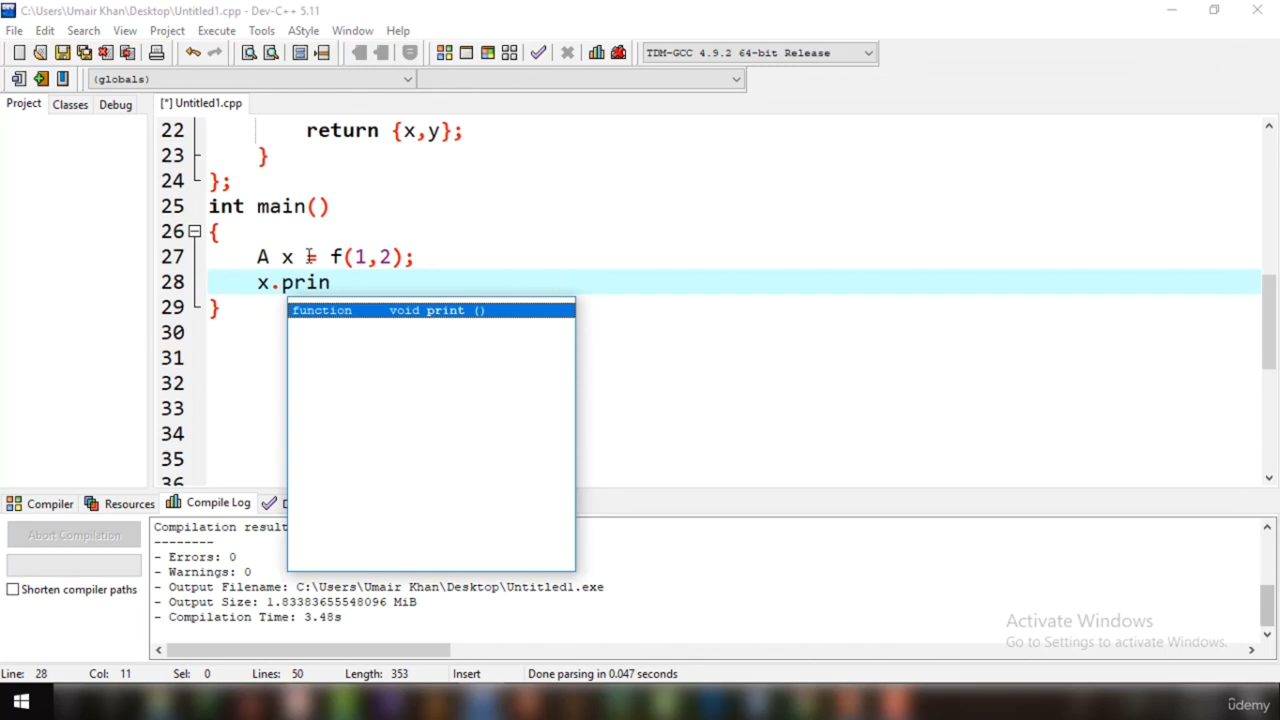 C:\Users\Umair Khan\Desktop\Untitled1.cpp - Dev-C++ 5.11
File Edit Search View Project Execute Tools AStyle Window Help
TDM-GCC 4.9.2 64-bit Release
(globals)
Project Classes Debug [*] Untitled1.cpp
22 return {x,y};
23 }
24 };
25 int main()
26 {
27 A x = f(1,2);
28 x.prin
29 }
function void print ()
30
31
32
33
34
35
36
Compiler Resources Compile Log
Abort Compilation
Shorten compiler paths
Compilation result
--------
- Errors: 0
- Warnings: 0
- Output Filename: C:\Users\Umair Khan\Desktop\Untitled1.exe
- Output Size: 1.83383655548096 MiB
- Compilation Time: 3.48s
Activate Windows
Go to Settings to activate Windows.
Line: 28 Col: 11 Sel: 0 Lines: 50 Length: 353 Insert Done parsing in 0.047 seconds
ûdemy